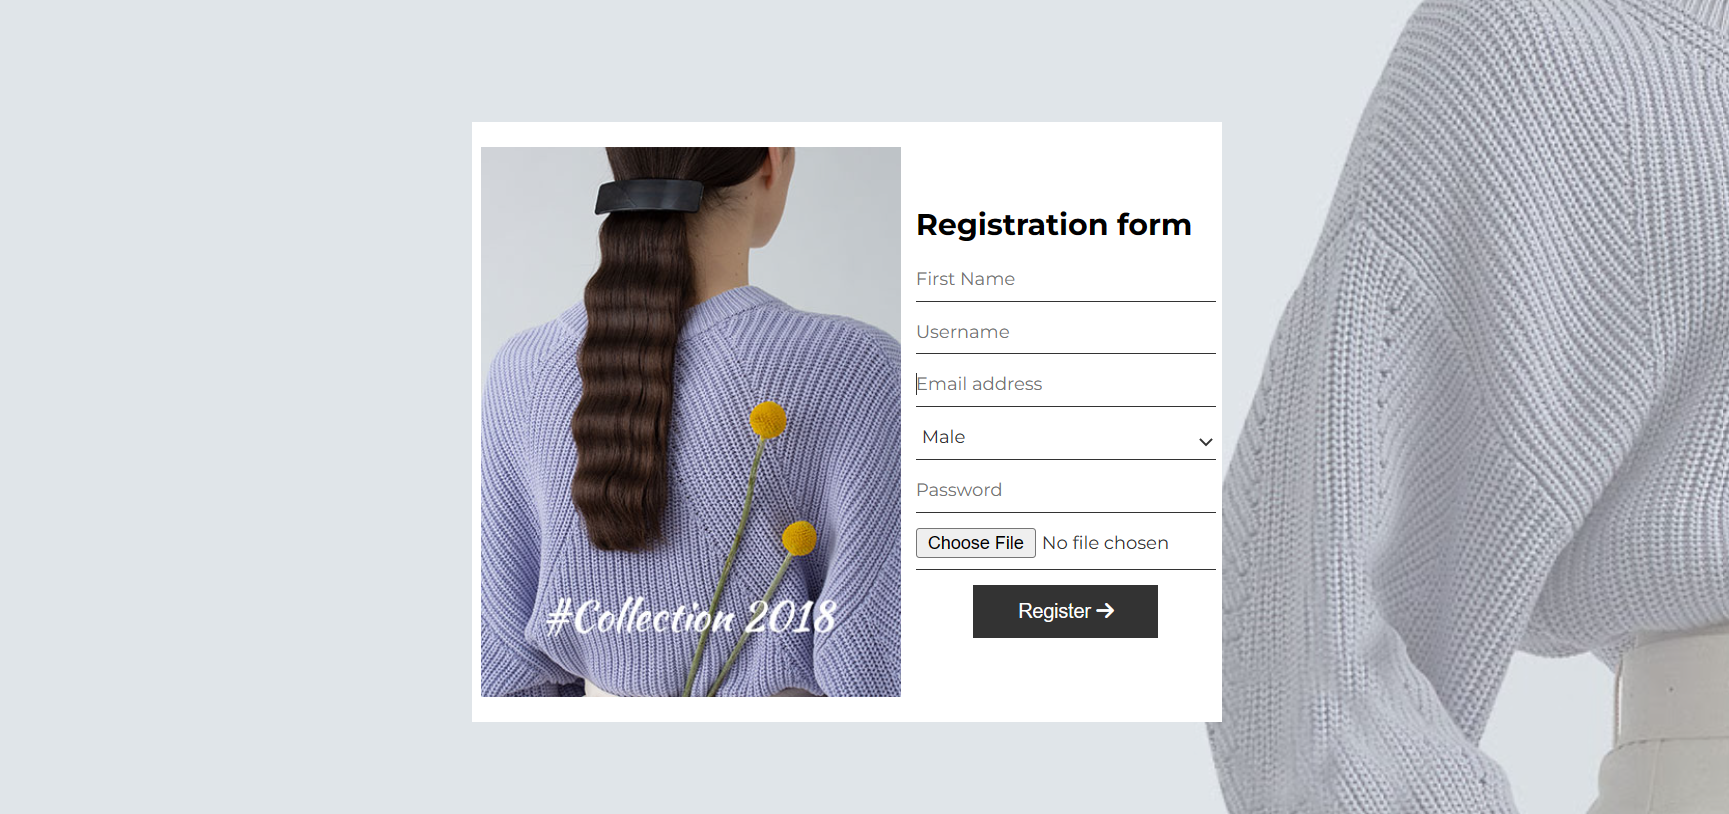 #Collection 2018
Registration form
First Name
Username
Email address
Male
Password
Choose File No file chosen
Register